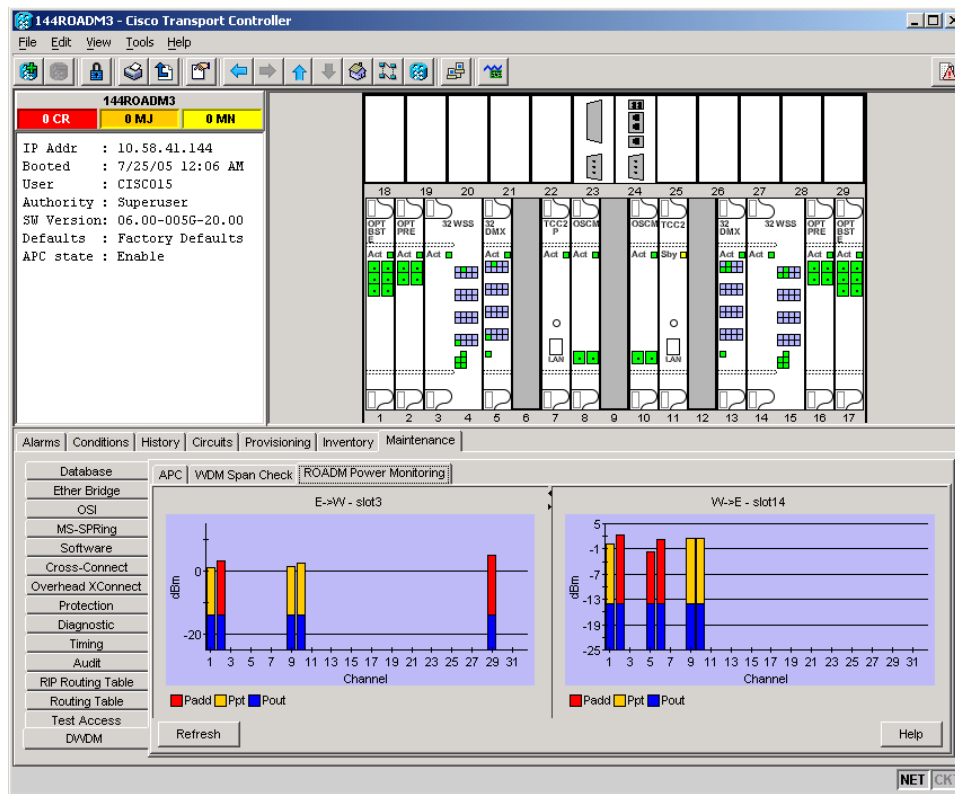 144ROADM3 - Cisco Transport Controller
File Edit View Tools Help
144ROADM3
0 CR 0 MJ 0 MN
IP Addr : 10.58.41.144
Booted : 7/25/05 12:06 AM
User : CISCO15
Authority : Superuser
SW Version: 06.00-005G-20.00
Defaults : Factory Defaults
APC state : Enable
18 19 20 21 22 23 24 25 26 27 28 29
OPT BST E
OPT PRE
32 WSS
32 DMX
TCC2 P
OSCM
OSCM
TCC2
32 DMX
32 WSS
OPT PRE
OPT BST E
Act Act Act Act Act Act Act Sby Act Act Act Act
LAN LAN
1 2 3 4 5 6 7 8 9 10 11 12 13 14 15 16 17
Alarms Conditions History Circuits Provisioning Inventory Maintenance
Database
Ether Bridge
OSI
MS-SPRing
Software
Cross-Connect
Overhead XConnect
Protection
Diagnostic
Timing
Audit
RIP Routing Table
Routing Table
Test Access
DWDM
APC WDM Span Check ROADM Power Monitoring
E->W - slot3
dBm
0
-20
1 3 5 7 9 11 13 15 17 19 21 23 25 27 29 31
Channel
Padd Ppt Pout
W->E - slot14
dBm
5
-1
-7
-13
-19
-25
1 3 5 7 9 11 13 15 17 19 21 23 25 27 29 31
Channel
Padd Ppt Pout
Refresh Help
NET CKT